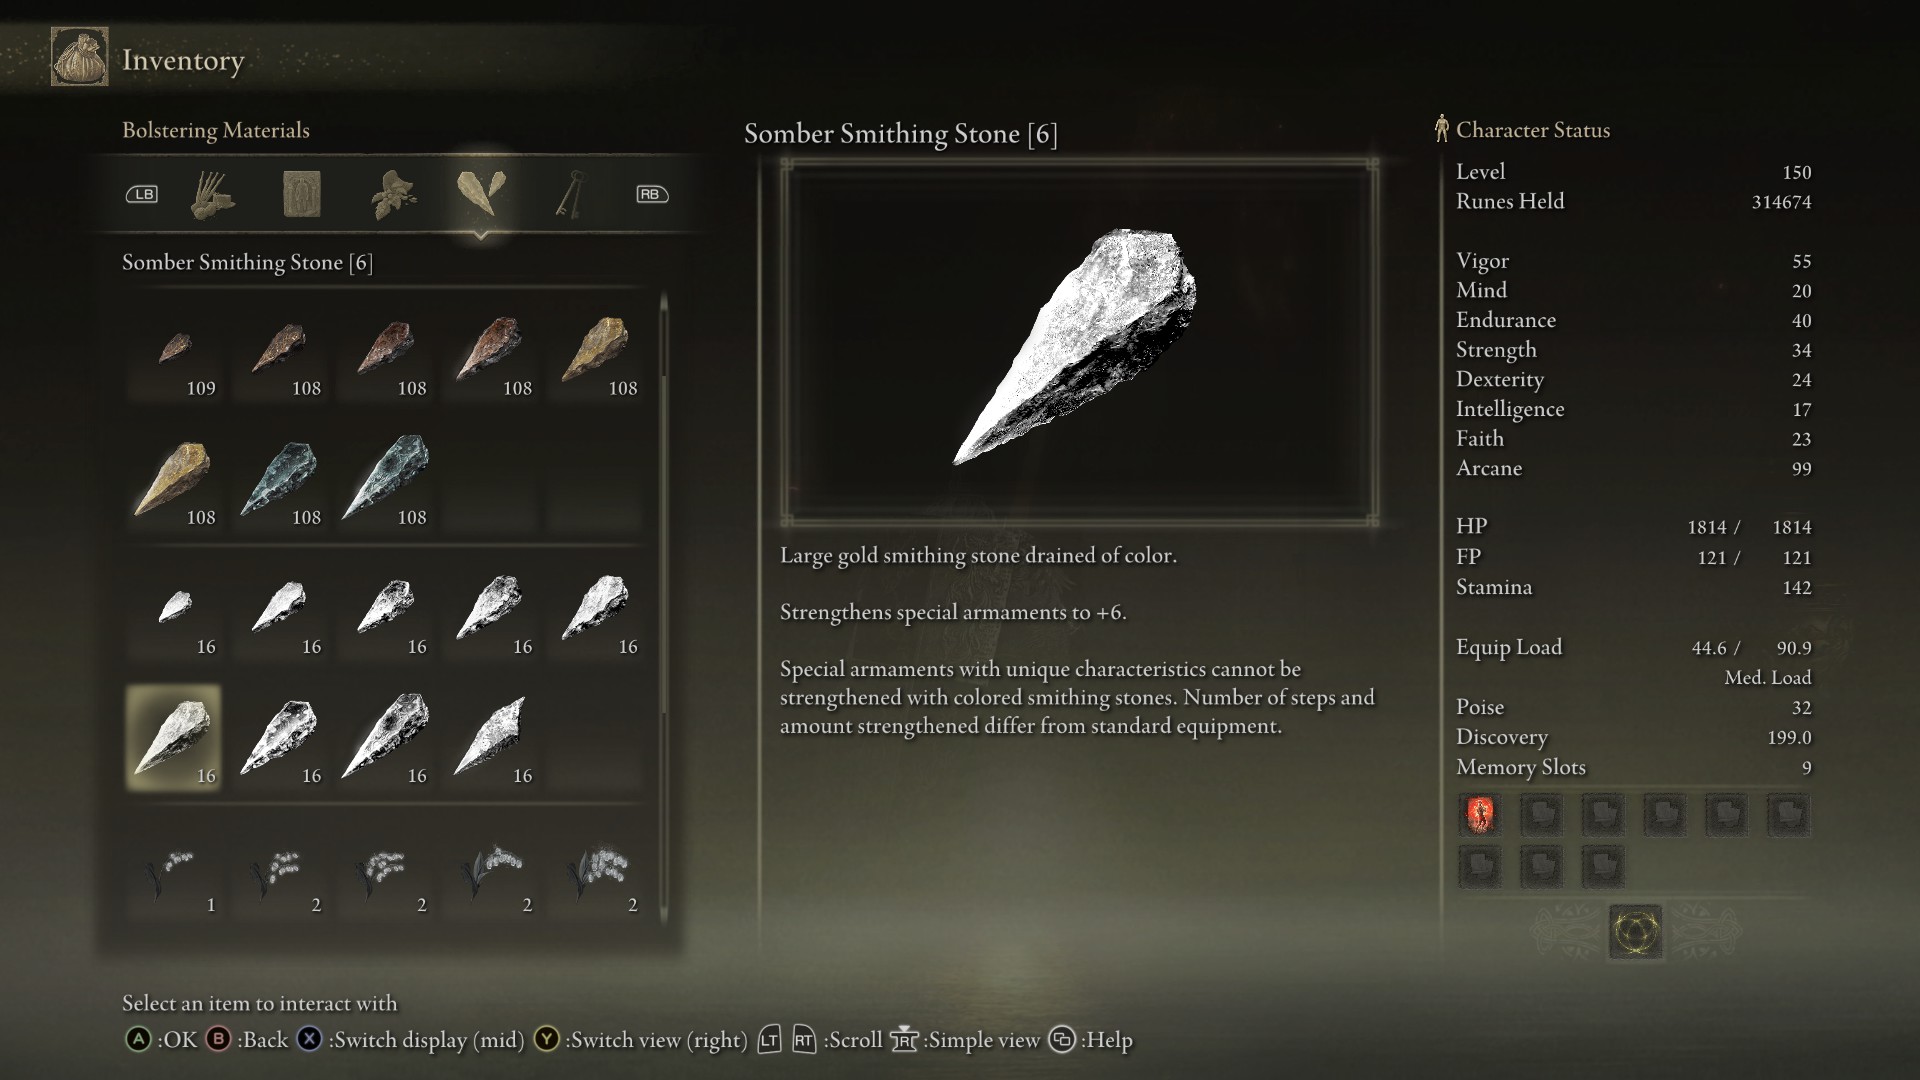 Inventory
Bolstering Materials
LB
RB
Somber Smithing Stone [6]
109 108 108 108 108
108 108 108
16 16 16 16 16
16 16 16 16
1 2 2 2 2
Somber Smithing Stone [6]
Large gold smithing stone drained of color.
Strengthens special armaments to +6.
Special armaments with unique characteristics cannot be
strengthened with colored smithing stones. Number of steps and
amount strengthened differ from standard equipment.
Character Status
Level 150
Runes Held 314674
Vigor 55
Mind 20
Endurance 40
Strength 34
Dexterity 24
Intelligence 17
Faith 23
Arcane 99
HP 1814 / 1814
FP 121 / 121
Stamina 142
Equip Load 44.6 / 90.9
Med. Load
Poise 32
Discovery 199.0
Memory Slots 9
Select an item to interact with
A :OK B :Back X :Switch display (mid) Y :Switch view (right) LT RT :Scroll R :Simple view :Help